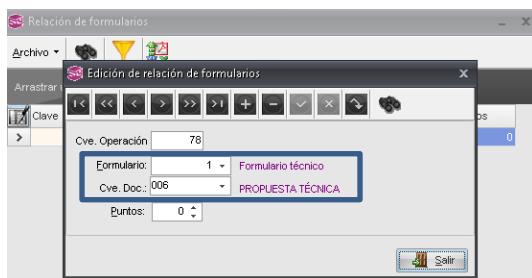 Relación de formularios
Archivo
Edición de relación de formularios
Arrastrar
Clave
os
0
Cve. Operación 78
Formulario: 1 Formulario técnico
Cve. Doc.: 006 PROPUESTA TÉCNICA
Puntos: 0
Salir